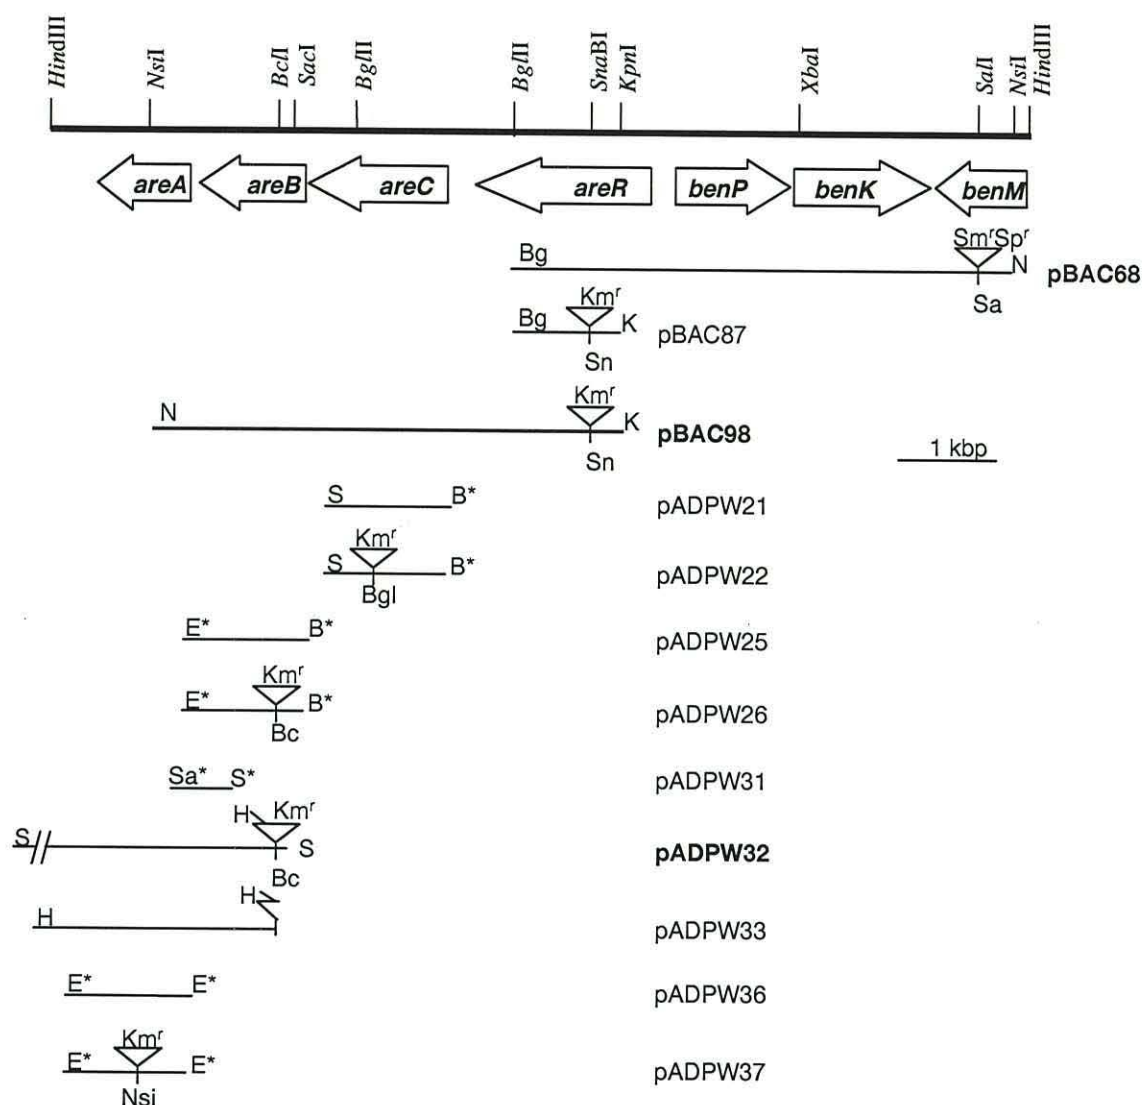 HindIII NsiI BclI SacI BglII BglII SnaBI KpnI XbaI SalI NsiI HindIII
areA areB areC areR benP benK benM
SmʳSpʳ
Bg N pBAC68
Sa
Kmʳ
Bg K pBAC87
Sn
Kmʳ
N K pBAC98
Sn
1 kbp
S B* pADPW21
Kmʳ
S B* pADPW22
Bgl
E* B* pADPW25
Kmʳ
E* B* pADPW26
Bc
Sa* S* pADPW31
H Kmʳ
S S pADPW32
Bc
H
H pADPW33
E* E* pADPW36
Kmʳ
E* E* pADPW37
Nsi